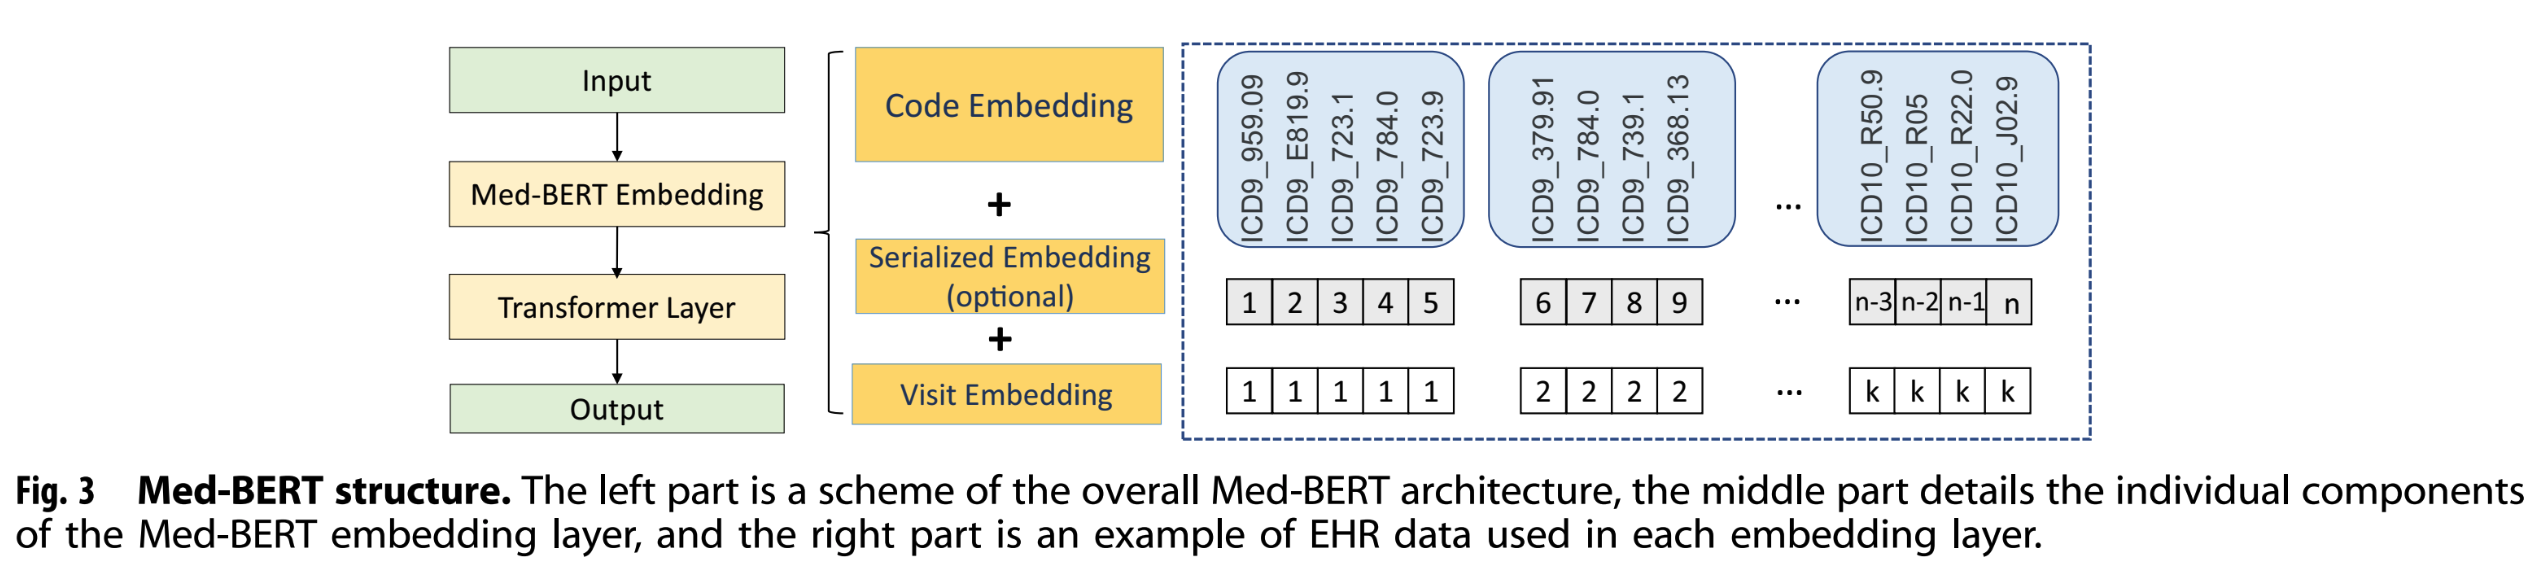 Input
Med-BERT Embedding
Transformer Layer
Output
Code Embedding
+
Serialized Embedding
(optional)
+
Visit Embedding
ICD9_959.09
ICD9_E819.9
ICD9_723.1
ICD9_784.0
ICD9_723.9
ICD9_379.91
ICD9_784.0
ICD9_739.1
ICD9_368.13
...
ICD10_R50.9
ICD10_R05
ICD10_R22.0
ICD10_J02.9
1 2 3 4 5 6 7 8 9 ... n-3 n-2 n-1 n
1 1 1 1 1 2 2 2 2 ... k k k k
Fig. 3 Med-BERT structure. The left part is a scheme of the overall Med-BERT architecture, the middle part details the individual components
of the Med-BERT embedding layer, and the right part is an example of EHR data used in each embedding layer.